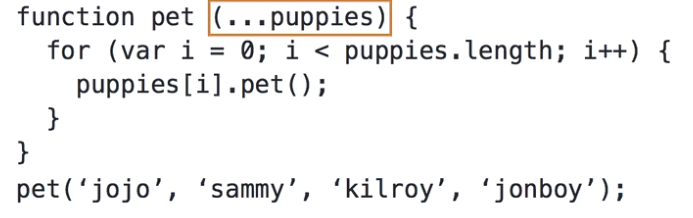 function pet (...puppies) {
  for (var i = 0; i < puppies.length; i++) {
    puppies[i].pet();
  }
}
pet(‘jojo’, ‘sammy’, ‘kilroy’, ‘jonboy’);